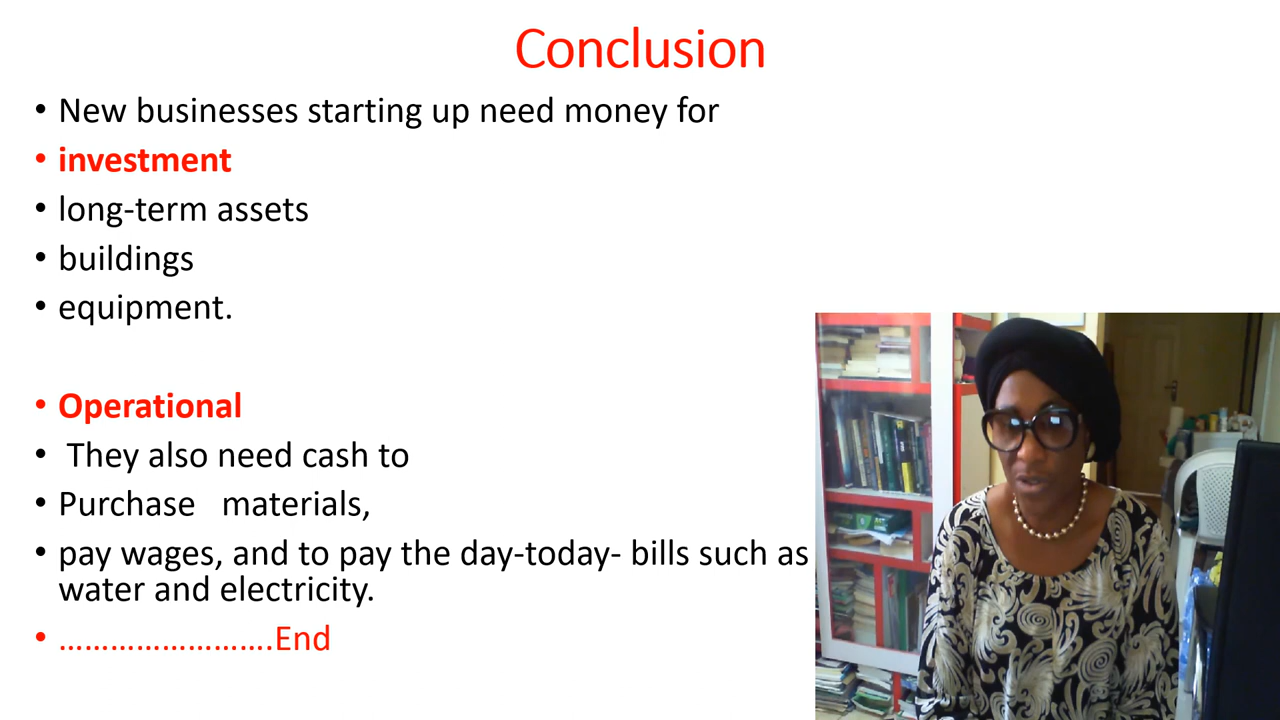 Conclusion
• New businesses starting up need money for
• investment
• long-term assets
• buildings
• equipment.
• Operational
• They also need cash to
• Purchase materials,
• pay wages, and to pay the day-today- bills such as
water and electricity.
• …………………….End